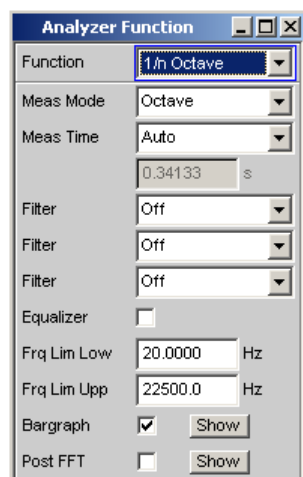 Analyzer Function
Function 1/n Octave
Meas Mode Octave
Meas Time Auto
0.34133 s
Filter Off
Filter Off
Filter Off
Equalizer
Frq Lim Low 20.0000 Hz
Frq Lim Upp 22500.0 Hz
Bargraph Show
Post FFT Show